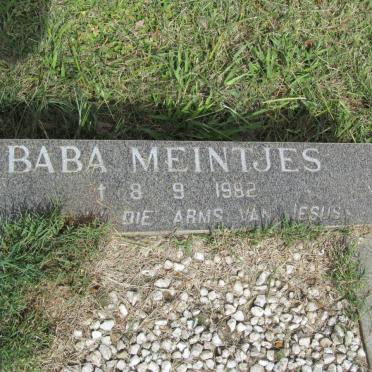 BABA MEINTJES
† 8 9 1982
DIE ARMS VAN JESUS